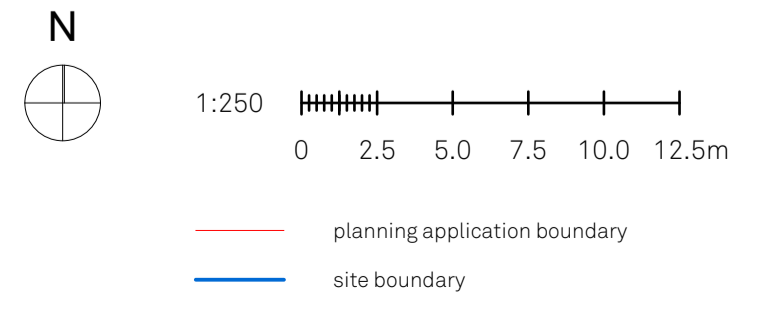 N
1:250
0 2.5 5.0 7.5 10.0 12.5m
planning application boundary
site boundary